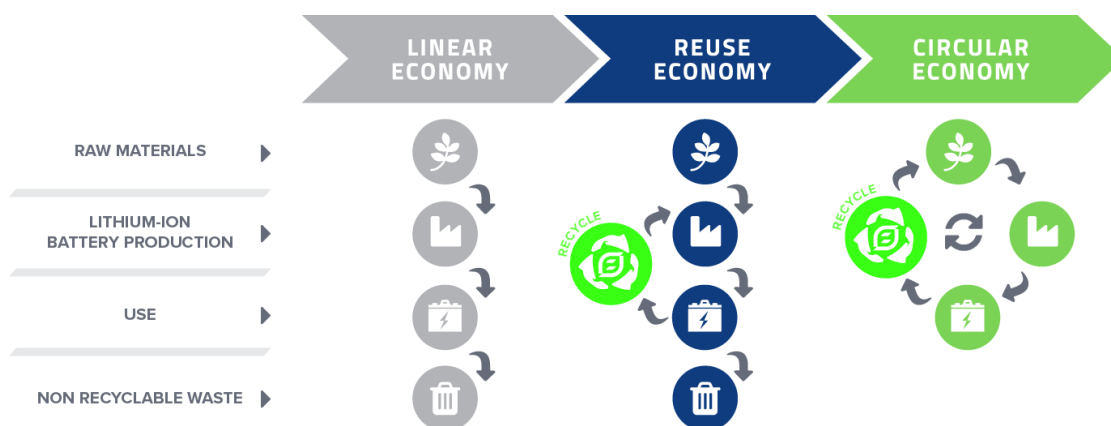 LINEAR
ECONOMY
REUSE
ECONOMY
CIRCULAR
ECONOMY
RAW MATERIALS
LITHIUM-ION
BATTERY PRODUCTION
USE
NON RECYCLABLE WASTE
RECYCLE
RECYCLE